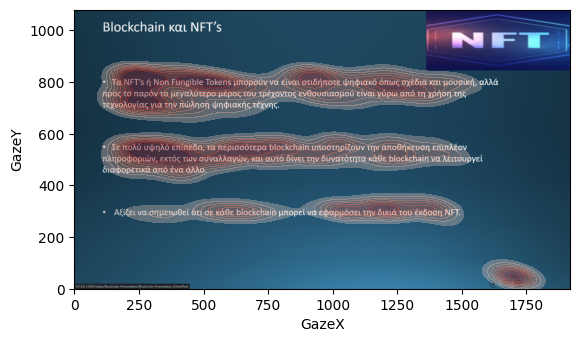 Blockchain και NFT's
NFT
• Τα NFT's ή Non Fungible Tokens μπορούν να είναι οτιδήποτε ψηφιακό όπως σχέδια και μουσική, αλλά
προς το παρόν το μεγαλύτερο μέρος του τρέχοντος ενθουσιασμού είναι γύρω από τη χρήση της
τεχνολογίας για την πώληση ψηφιακής τέχνης.
• Σε πολύ υψηλό επίπεδο, τα περισσότερα blockchain υποστηρίζουν την αποθήκευση επιπλέον
πληροφοριών, εκτός των συναλλαγών, και αυτό δίνει την δυνατότητα κάθε blockchain να λειτουργεί
διαφορετικά από ένα άλλο.
• Αξίζει να σημειωθεί ότι σε κάθε blockchain μπορεί να εφαρμόσει την δικιά του έκδοση NFT.
GazeY
1000
800
600
400
200
0
0 250 500 750 1000 1250 1500 1750
GazeX